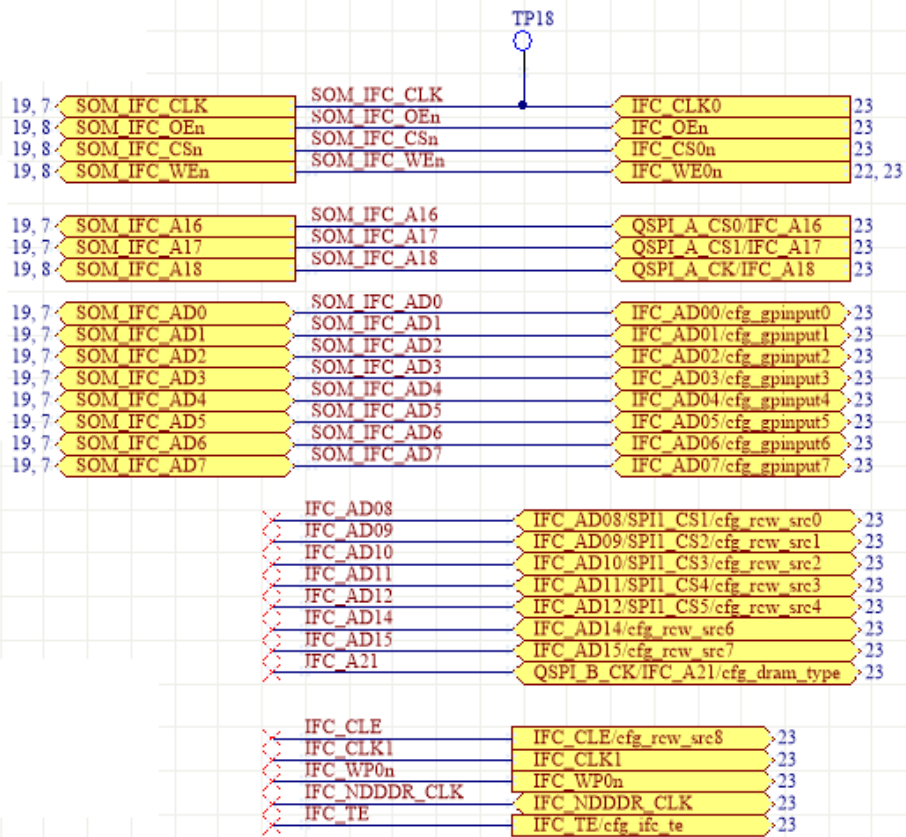 TP18
19, 7 SOM_IFC_CLK SOM_IFC_CLK IFC_CLK0 23
19, 8 SOM_IFC_OEn SOM_IFC_OEn IFC_OEn 23
19, 8 SOM_IFC_CSn SOM_IFC_CSn IFC_CS0n 23
19, 8 SOM_IFC_WEn SOM_IFC_WEn IFC_WE0n 22, 23
19, 7 SOM_IFC_A16 SOM_IFC_A16 QSPI_A_CS0/IFC_A16 23
19, 7 SOM_IFC_A17 SOM_IFC_A17 QSPI_A_CS1/IFC_A17 23
19, 8 SOM_IFC_A18 SOM_IFC_A18 QSPI_A_CK/IFC_A18 23
19, 7 SOM_IFC_AD0 SOM_IFC_AD0 IFC_AD00/cfg_gpinput0 23
19, 7 SOM_IFC_AD1 SOM_IFC_AD1 IFC_AD01/cfg_gpinput1 23
19, 7 SOM_IFC_AD2 SOM_IFC_AD2 IFC_AD02/cfg_gpinput2 23
19, 7 SOM_IFC_AD3 SOM_IFC_AD3 IFC_AD03/cfg_gpinput3 23
19, 7 SOM_IFC_AD4 SOM_IFC_AD4 IFC_AD04/cfg_gpinput4 23
19, 7 SOM_IFC_AD5 SOM_IFC_AD5 IFC_AD05/cfg_gpinput5 23
19, 7 SOM_IFC_AD6 SOM_IFC_AD6 IFC_AD06/cfg_gpinput6 23
19, 7 SOM_IFC_AD7 SOM_IFC_AD7 IFC_AD07/cfg_gpinput7 23
IFC_AD08 IFC_AD08/SPI1_CS1/cfg_rcw_src0 23
IFC_AD09 IFC_AD09/SPI1_CS2/cfg_rcw_src1 23
IFC_AD10 IFC_AD10/SPI1_CS3/cfg_rcw_src2 23
IFC_AD11 IFC_AD11/SPI1_CS4/cfg_rcw_src3 23
IFC_AD12 IFC_AD12/SPI1_CS5/cfg_rcw_src4 23
IFC_AD14 IFC_AD14/cfg_rcw_src6 23
IFC_AD15 IFC_AD15/cfg_rcw_src7 23
IFC_A21 QSPI_B_CK/IFC_A21/cfg_dram_type 23
IFC_CLE IFC_CLE/cfg_rcw_src8 23
IFC_CLK1 IFC_CLK1 23
IFC_WP0n IFC_WP0n 23
IFC_NDDDR_CLK IFC_NDDDR_CLK 23
IFC_TE IFC_TE/cfg_ifc_te 23